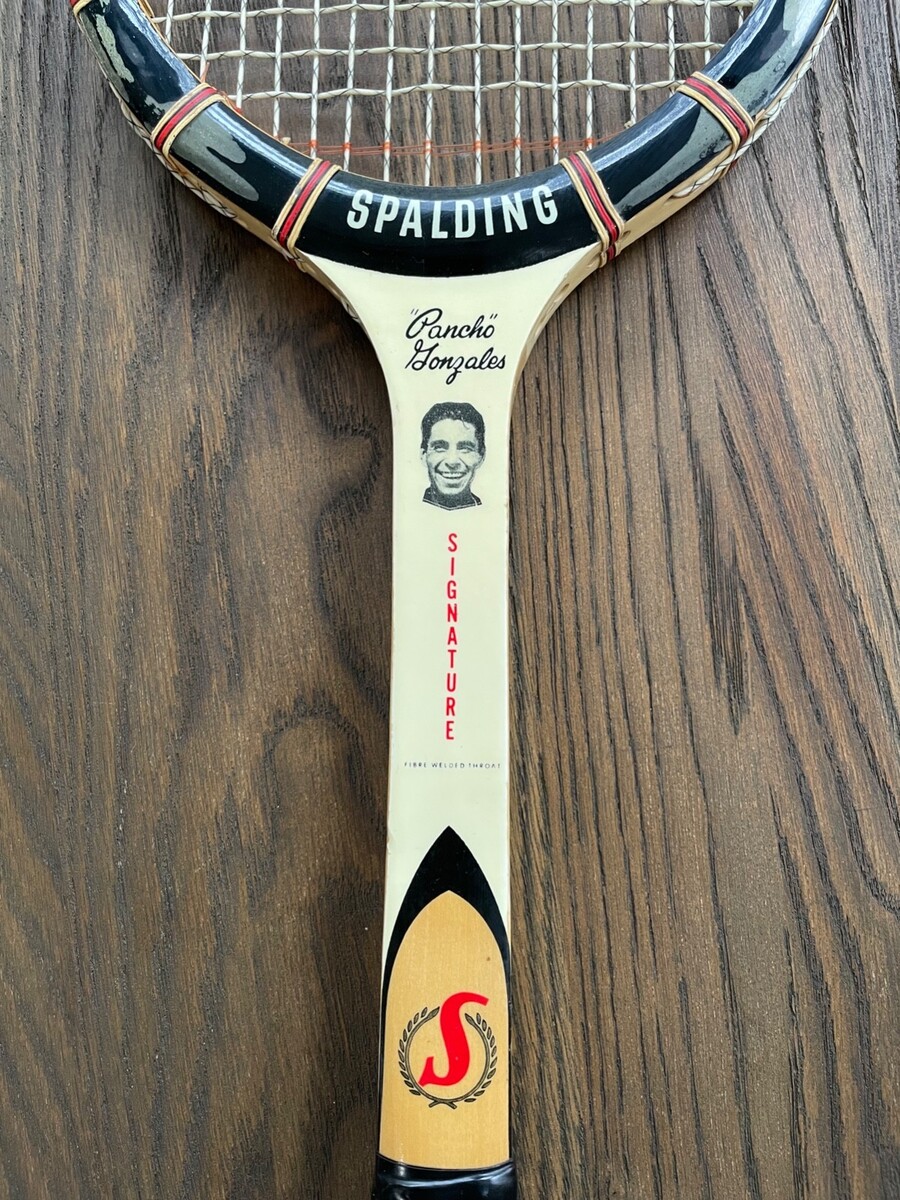 SPALDING
"Pancho"
Gonzales
SIGNATURE
FIBRE WELDED THROAT
S